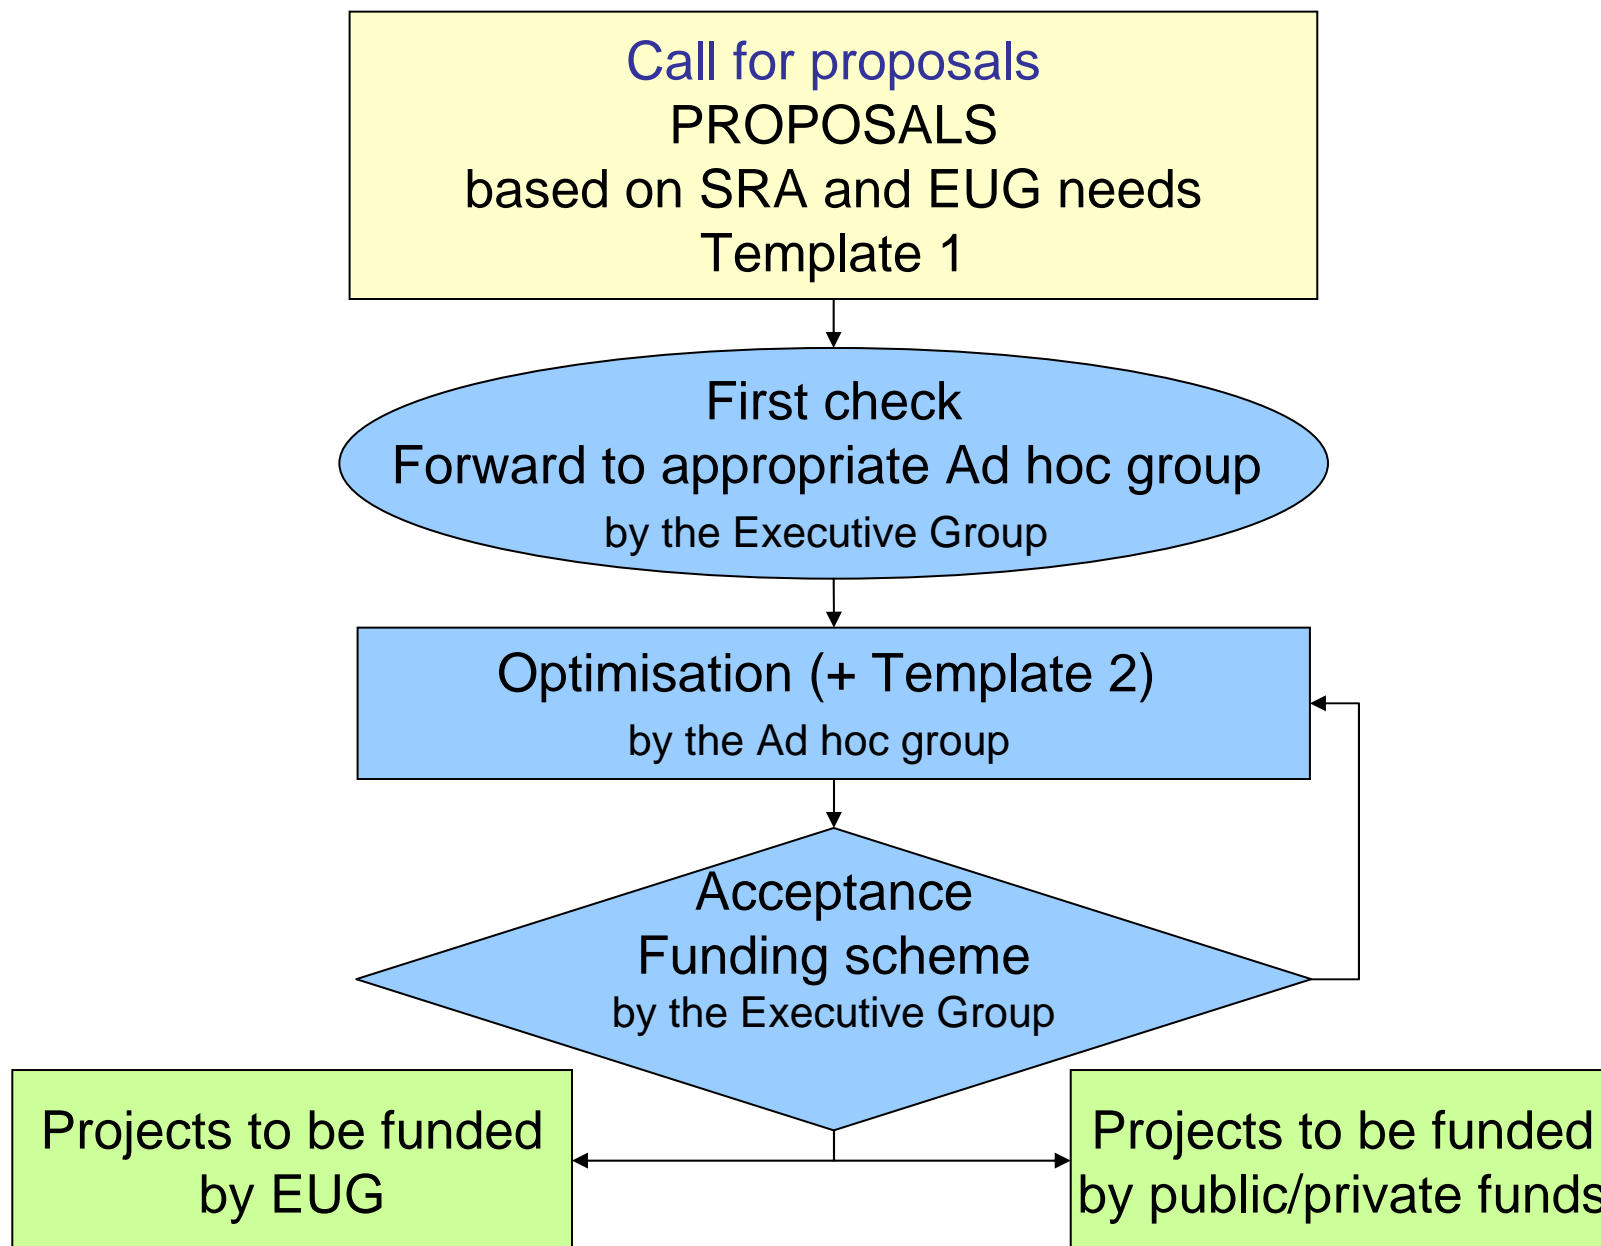 Call for proposals
PROPOSALS
based on SRA and EUG needs
Template 1
First check
Forward to appropriate Ad hoc group
by the Executive Group
Optimisation (+ Template 2)
by the Ad hoc group
Acceptance
Funding scheme
by the Executive Group
Projects to be funded
by EUG
Projects to be funded
by public/private funds